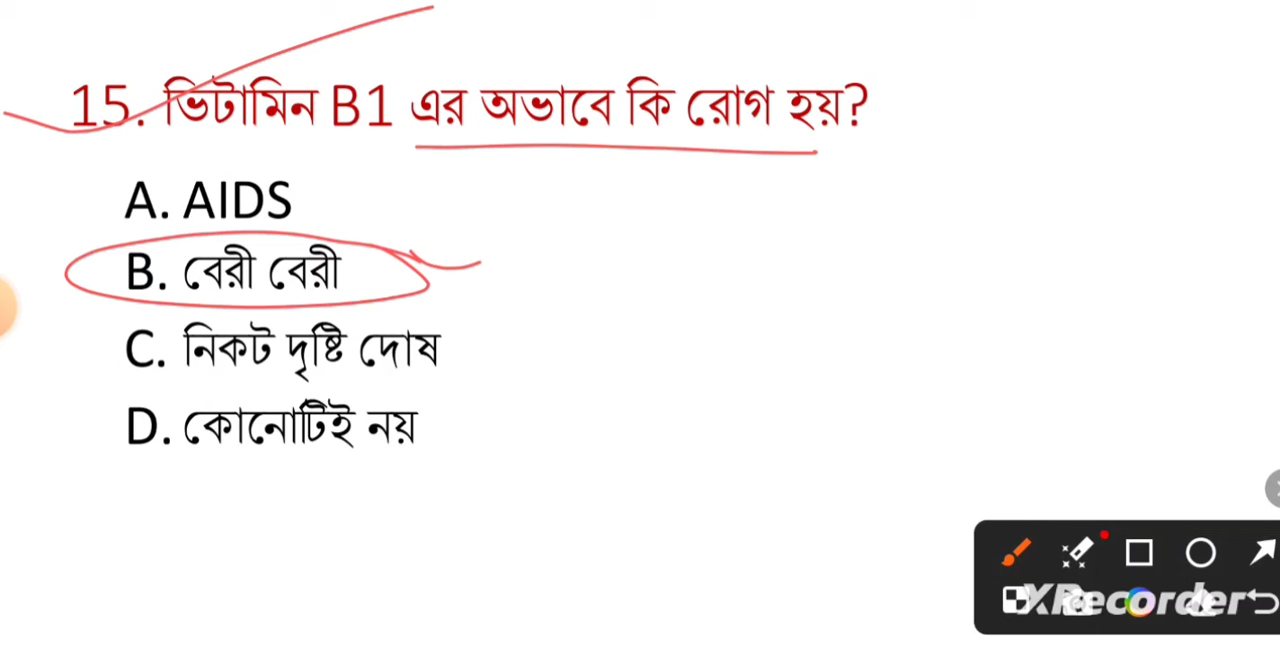 15. ভিটামিন B1 এর অভাবে কি রোগ হয়?
A. AIDS
B. বেরী বেরী
C. নিকট দৃষ্টি দোষ
D. কোনোটিই নয়
XRecorder